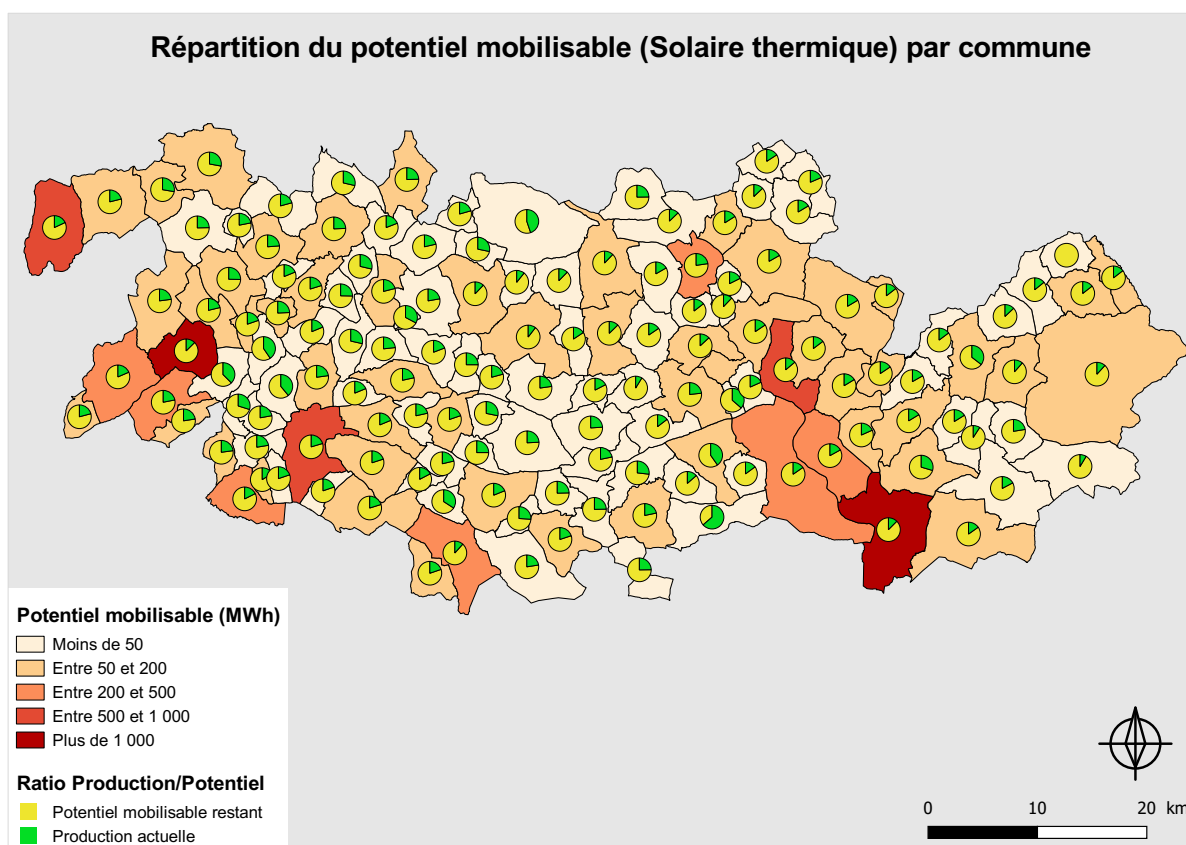 Répartition du potentiel mobilisable (Solaire thermique) par commune
Potentiel mobilisable (MWh)
Moins de 50
Entre 50 et 200
Entre 200 et 500
Entre 500 et 1 000
Plus de 1 000
Ratio Production/Potentiel
Potentiel mobilisable restant
Production actuelle
0 10 20 km